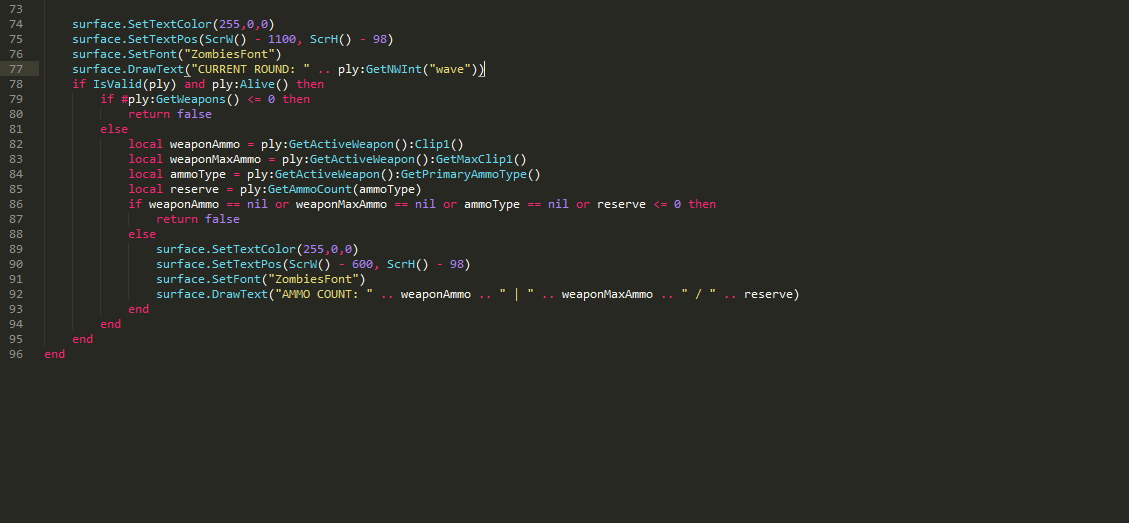 73
74 surface.SetTextColor(255,0,0)
75 surface.SetTextPos(ScrW() - 1100, ScrH() - 98)
76 surface.SetFont("ZombiesFont")
77 surface.DrawText("CURRENT ROUND: " .. ply:GetNWInt("wave"))
78 if IsValid(ply) and ply:Alive() then
79 if #ply:GetWeapons() <= 0 then
80 return false
81 else
82 local weaponAmmo = ply:GetActiveWeapon():Clip1()
83 local weaponMaxAmmo = ply:GetActiveWeapon():GetMaxClip1()
84 local ammoType = ply:GetActiveWeapon():GetPrimaryAmmoType()
85 local reserve = ply:GetAmmoCount(ammoType)
86 if weaponAmmo == nil or weaponMaxAmmo == nil or ammoType == nil or reserve <= 0 then
87 return false
88 else
89 surface.SetTextColor(255,0,0)
90 surface.SetTextPos(ScrW() - 600, ScrH() - 98)
91 surface.SetFont("ZombiesFont")
92 surface.DrawText("AMMO COUNT: " .. weaponAmmo .. " | " .. weaponMaxAmmo .. " / " .. reserve)
93 end
94 end
95 end
96 end